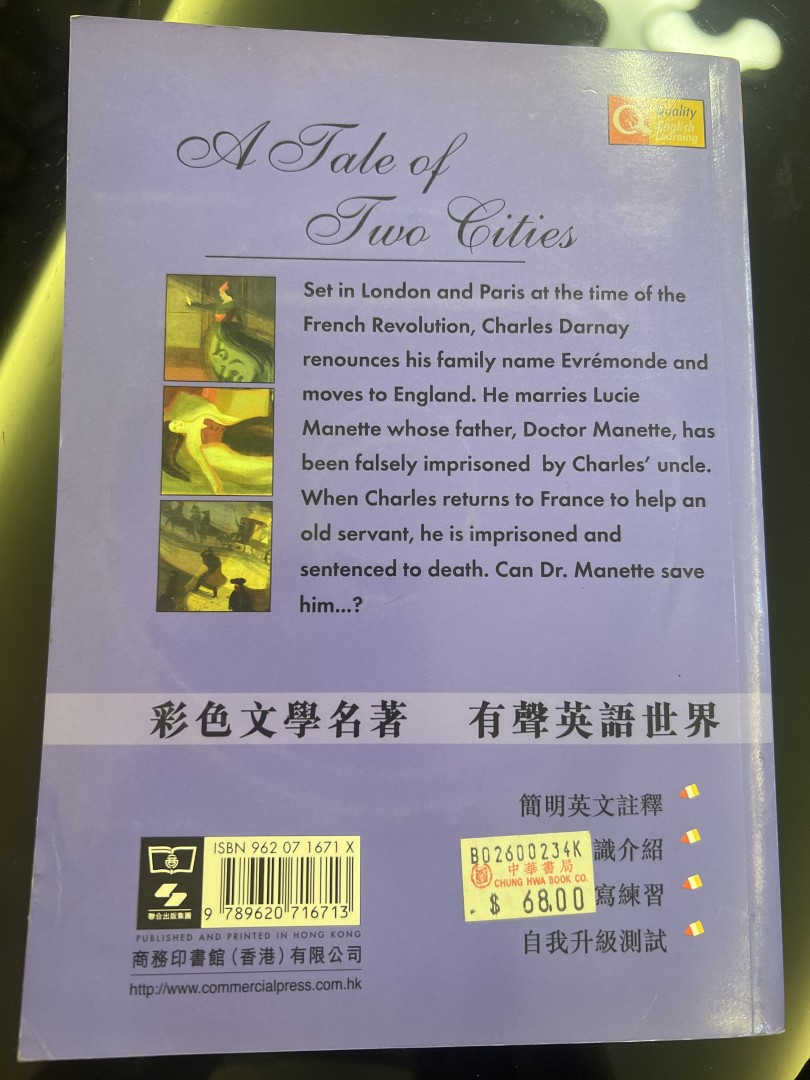 Quality
English
Learning
A Tale of
Two Cities
Set in London and Paris at the time of the
French Revolution, Charles Darnay
renounces his family name Evrémonde and
moves to England. He marries Lucie
Manette whose father, Doctor Manette, has
been falsely imprisoned by Charles' uncle.
When Charles returns to France to help an
old servant, he is imprisoned and
sentenced to death. Can Dr. Manette save
him...?
彩色文學名著 有聲英語世界
簡明英文註釋
識介紹
寫練習
自我升級測試
B02600234K
中華書局
CHUNG HWA BOOK CO.
$ 68.00
ISBN 962 07 1671 X
9 789620 716713
聯合出版集團
PUBLISHED AND PRINTED IN HONG KONG
商務印書館(香港)有限公司
http://www.commercialpress.com.hk